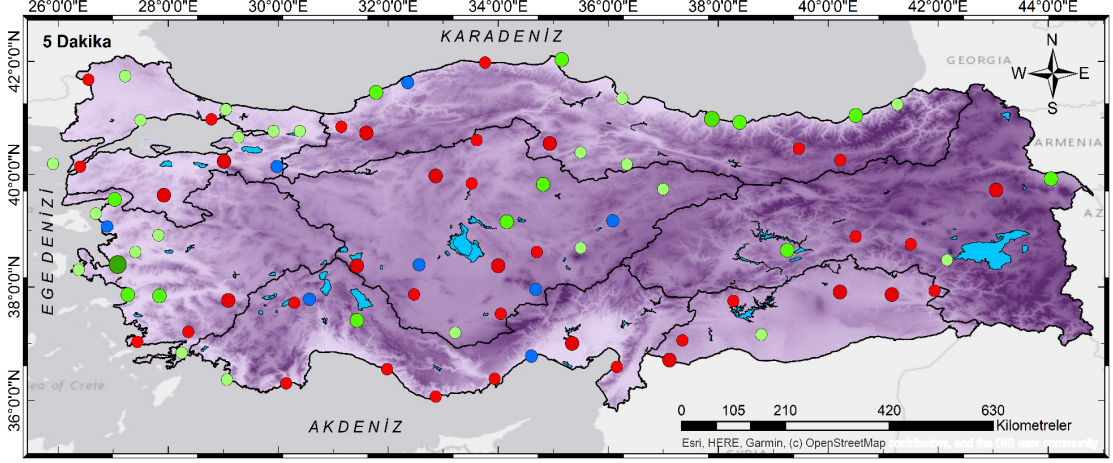 26°0'0"E 28°0'0"E 30°0'0"E 32°0'0"E 34°0'0"E 36°0'0"E 38°0'0"E 40°0'0"E 42°0'0"E 44°0'0"E
5 Dakika
KARADENİZ
N
W E
S
GEORGIA
ARMENIA
AZ
42°0'0"N
40°0'0"N
38°0'0"N
36°0'0"N
EGE DENİZİ
Sea of Crete
AKDENİZ
0 105 210 420 630
Kilometreler
Esri, HERE, Garmin, (c) OpenStreetMap contributors, and the GIS user community
SYRIA